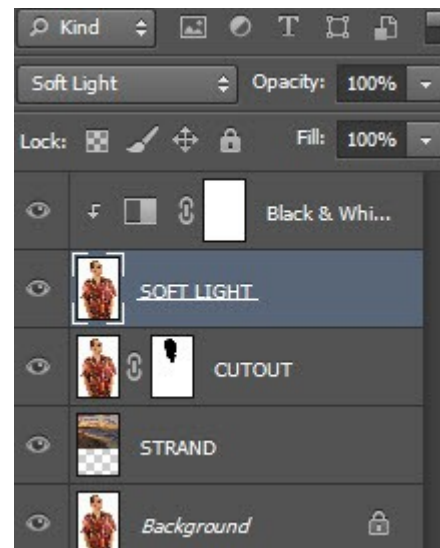 Kind T
Soft Light Opacity: 100%
Lock: Fill: 100%
Black & Whi...
SOFT LIGHT
CUTOUT
STRAND
Background